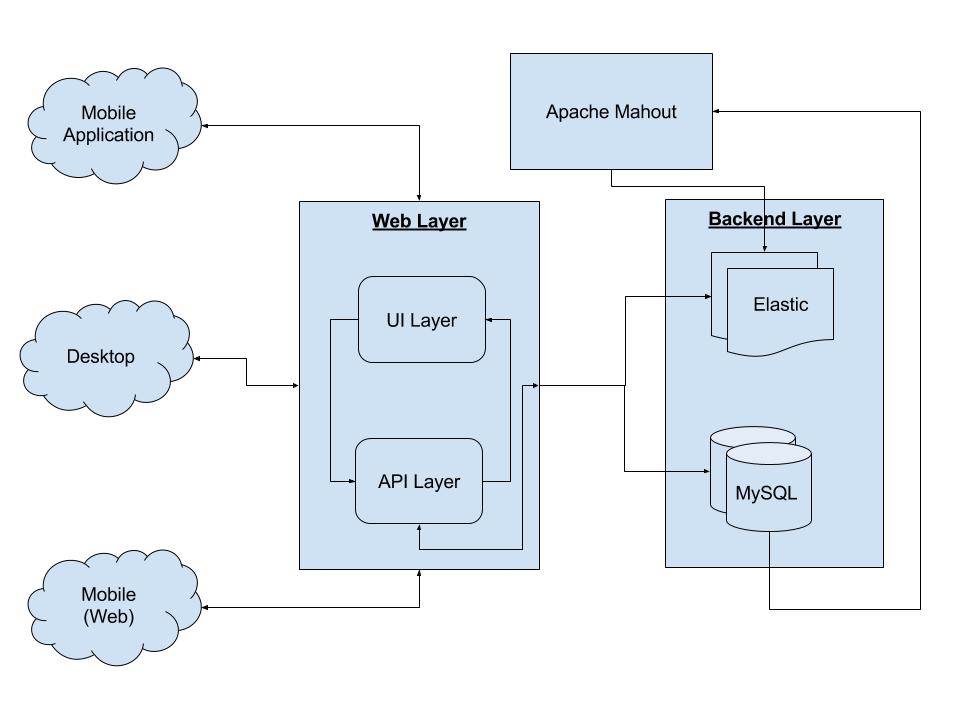 Mobile
Application
Apache Mahout
Web Layer
Backend Layer
UI Layer
Elastic
Desktop
API Layer
MySQL
Mobile
(Web)